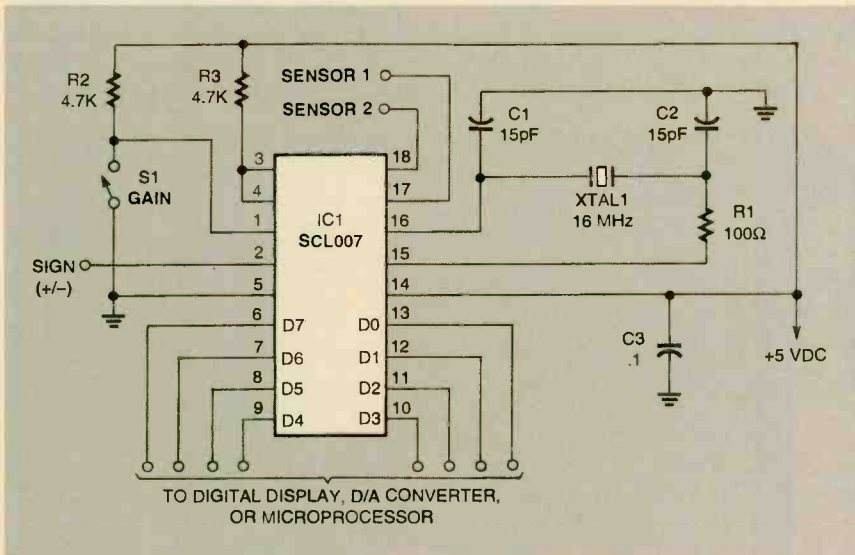 R2
4.7K
R3
4.7K
SENSOR 1
SENSOR 2
C1
15pF
C2
15pF
S1
GAIN
3
4
1
2
5
6
7
8
9
18
17
16
15
14
13
12
11
10
IC1
SCL007
D7
D6
D5
D4
D0
D1
D2
D3
XTAL1
16 MHz
R1
100Ω
SIGN
(+/–)
C3
.1
+5 VDC
TO DIGITAL DISPLAY, D/A CONVERTER,
OR MICROPROCESSOR